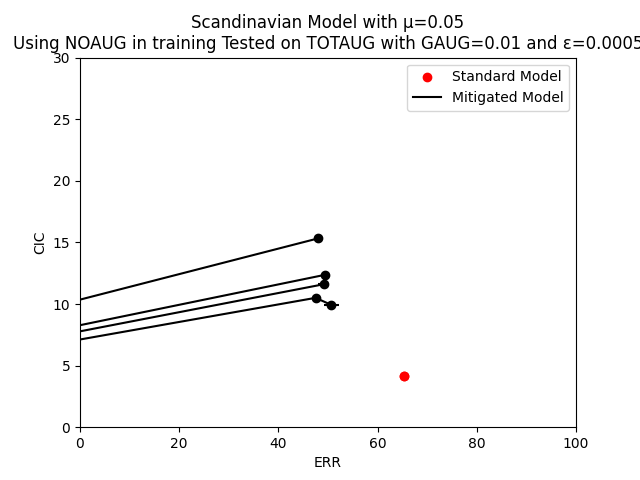 Scandinavian Model with μ=0.05
Using NOAUG in training Tested on TOTAUG with GAUG=0.01 and ε=0.0005
30
25
20
15
10
5
0
CIC
Standard Model
Mitigated Model
0 20 40 60 80 100
ERR